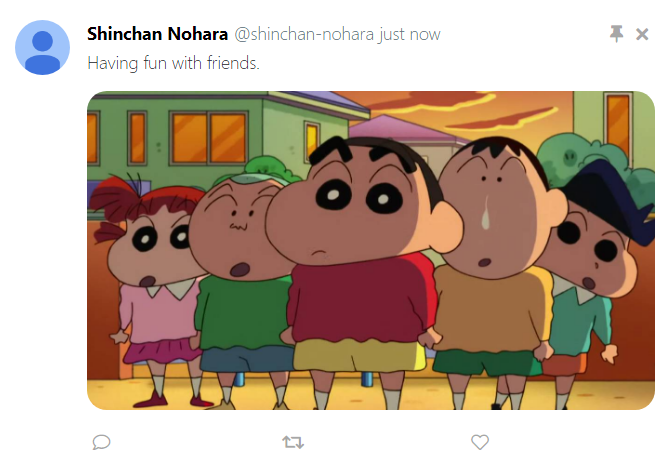 Shinchan Nohara @shinchan-nohara just now
Having fun with friends.